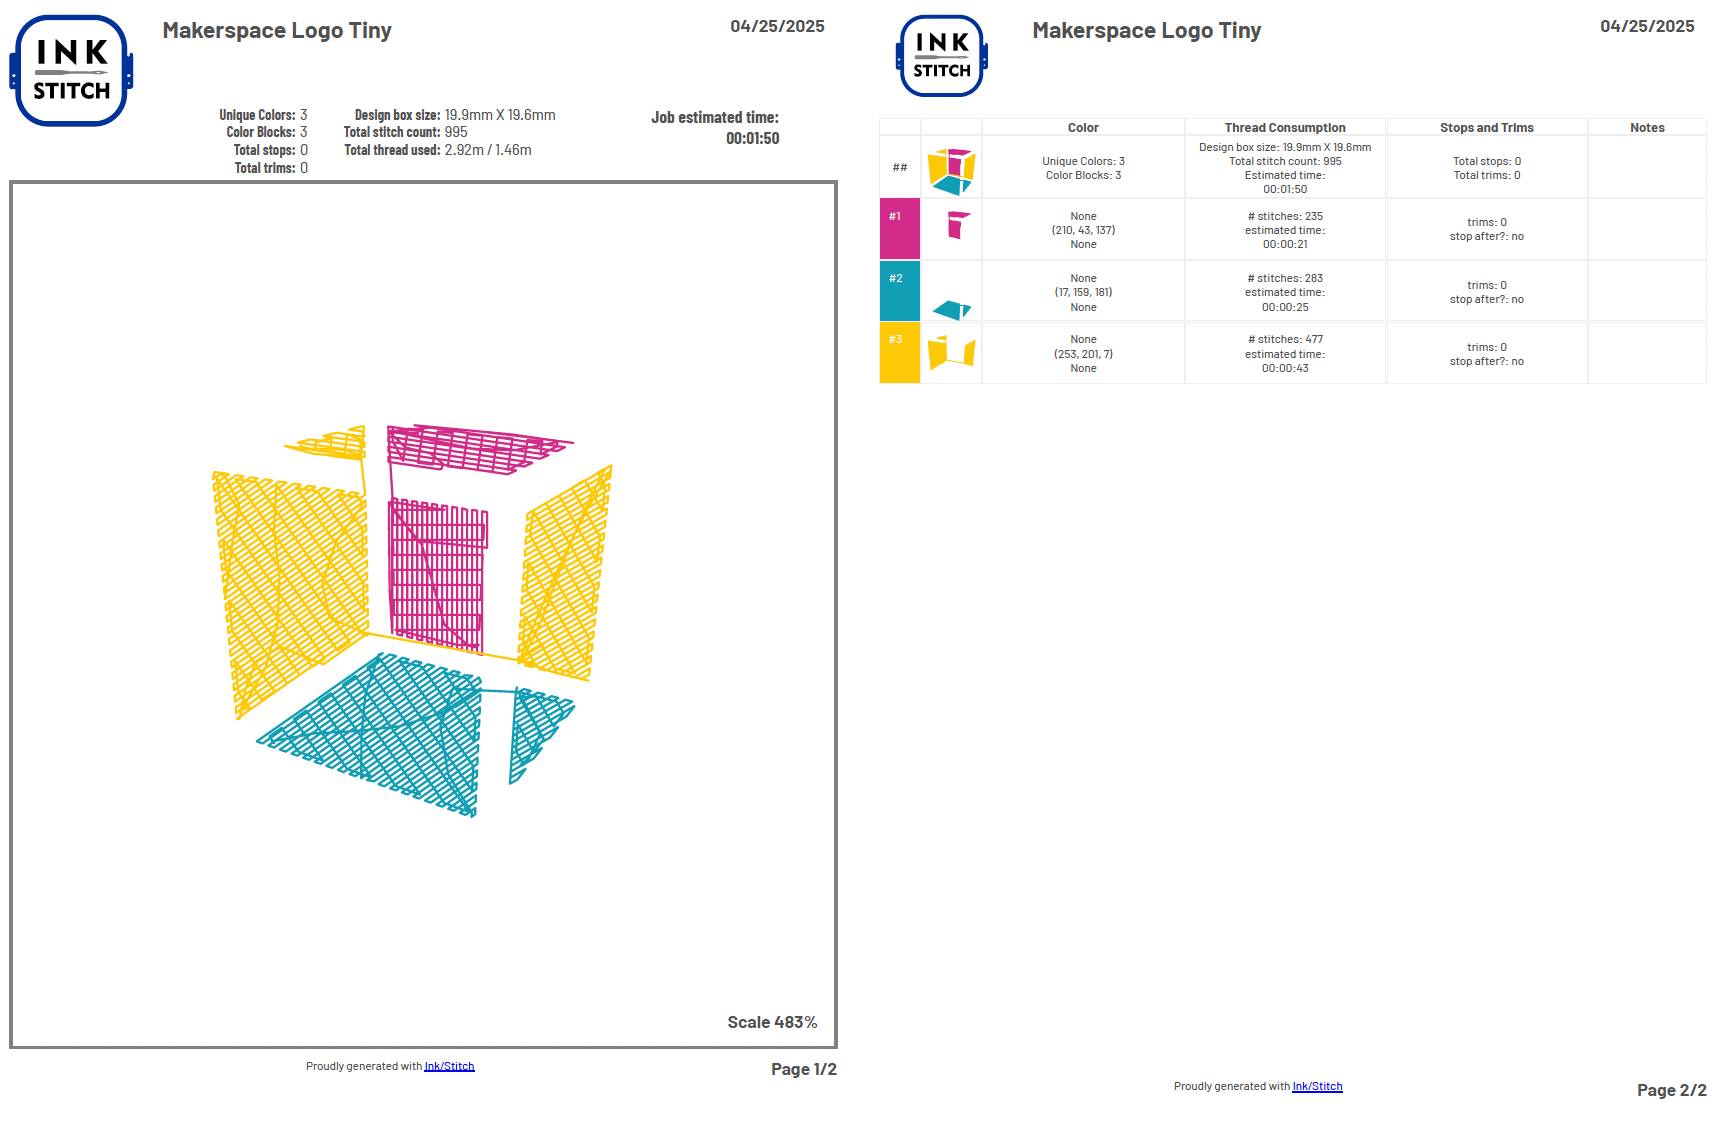 INK
STITCH
Makerspace Logo Tiny
04/25/2025
Unique Colors: 3
Color Blocks: 3
Total stops: 0
Total trims: 0
Design box size: 19.9mm X 19.6mm
Total stitch count: 995
Total thread used: 2.92m / 1.46m
Job estimated time:
00:01:50
Scale 483%
Proudly generated with Ink/Stitch
Page 1/2
INK
STITCH
Makerspace Logo Tiny
04/25/2025
Color
Thread Consumption
Stops and Trims
Notes
##
Unique Colors: 3
Color Blocks: 3
Design box size: 19.9mm X 19.6mm
Total stitch count: 995
Estimated time:
00:01:50
Total stops: 0
Total trims: 0
#1
None
(210, 43, 137)
None
# stitches: 235
estimated time:
00:00:21
trims: 0
stop after?: no
#2
None
(17, 159, 181)
None
# stitches: 283
estimated time:
00:00:25
trims: 0
stop after?: no
#3
None
(253, 201, 7)
None
# stitches: 477
estimated time:
00:00:43
trims: 0
stop after?: no
Proudly generated with Ink/Stitch
Page 2/2